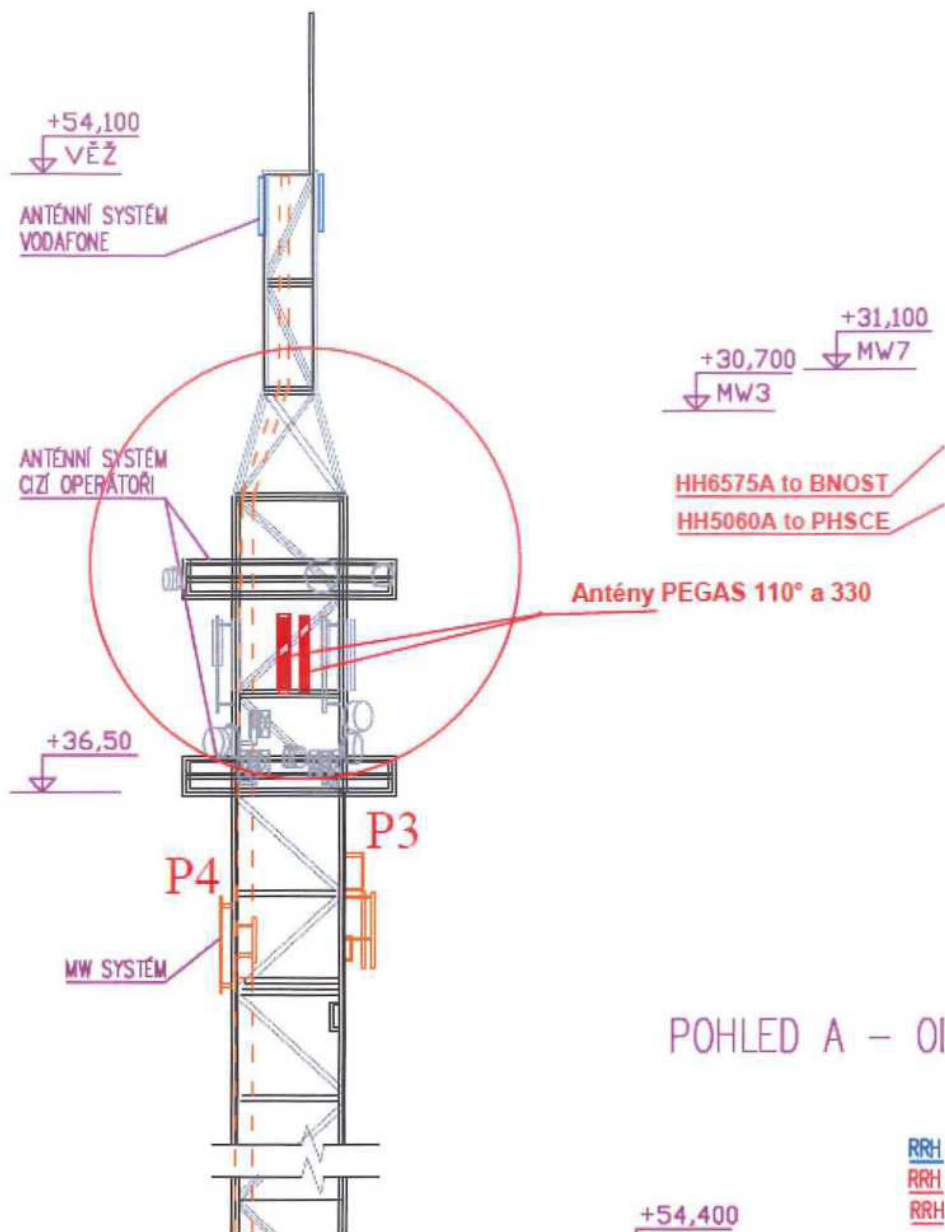 +54,100
VĚŽ
ANTÉNNÍ SYSTÉM
VODAFONE
+31,100
MW7
+30,700
MW3
ANTÉNNÍ SYSTÉM
CIZÍ OPERÁTOŘI
HH6575A to BNOST
HH5060A to PHSCE
Antény PEGAS 110° a 330
+36,50
P3
P4
MW SYSTÉM
POHLED A –
RRH
RRH
RRH
+54,400